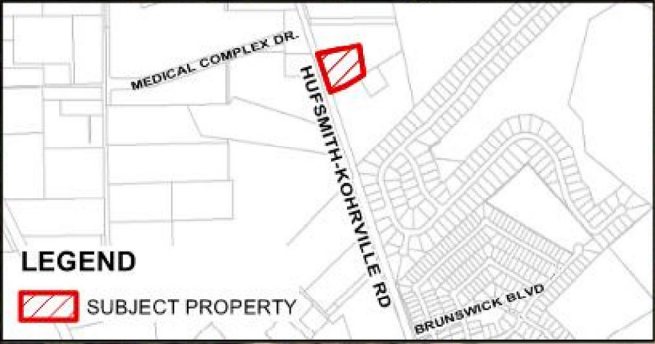 MEDICAL COMPLEX DR.
HUFSMITH-KOHRVILLE RD
BRUNSWICK BLVD
LEGEND
SUBJECT PROPERTY